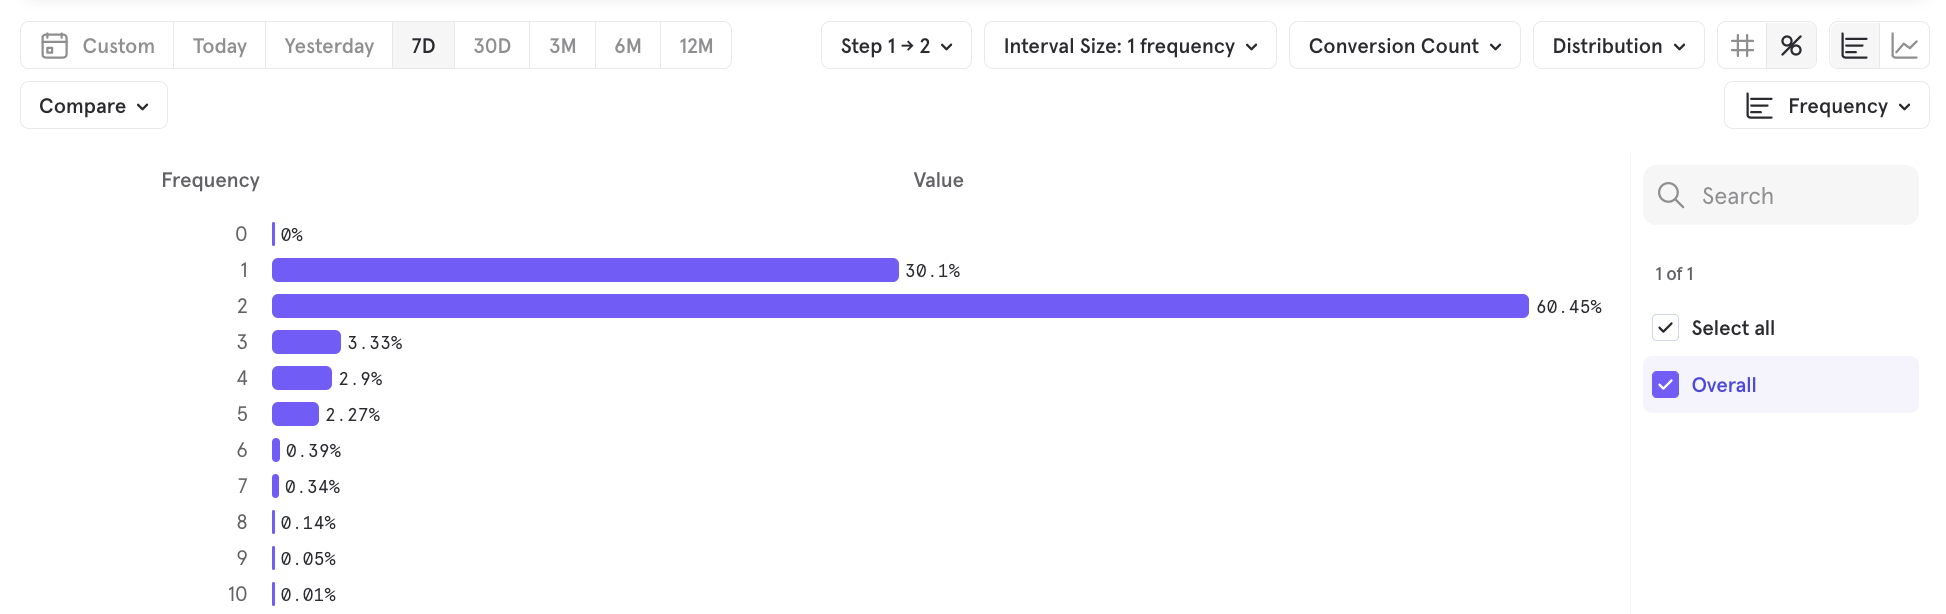 Custom Today Yesterday 7D 30D 3M 6M 12M Step 1 → 2 Interval Size: 1 frequency Conversion Count Distribution %
Compare Frequency
Frequency Value
Search
0 0%
1 30.1%
1 of 1
2 60.45%
Select all
3 3.33%
4 2.9%
Overall
5 2.27%
6 0.39%
7 0.34%
8 0.14%
9 0.05%
10 0.01%